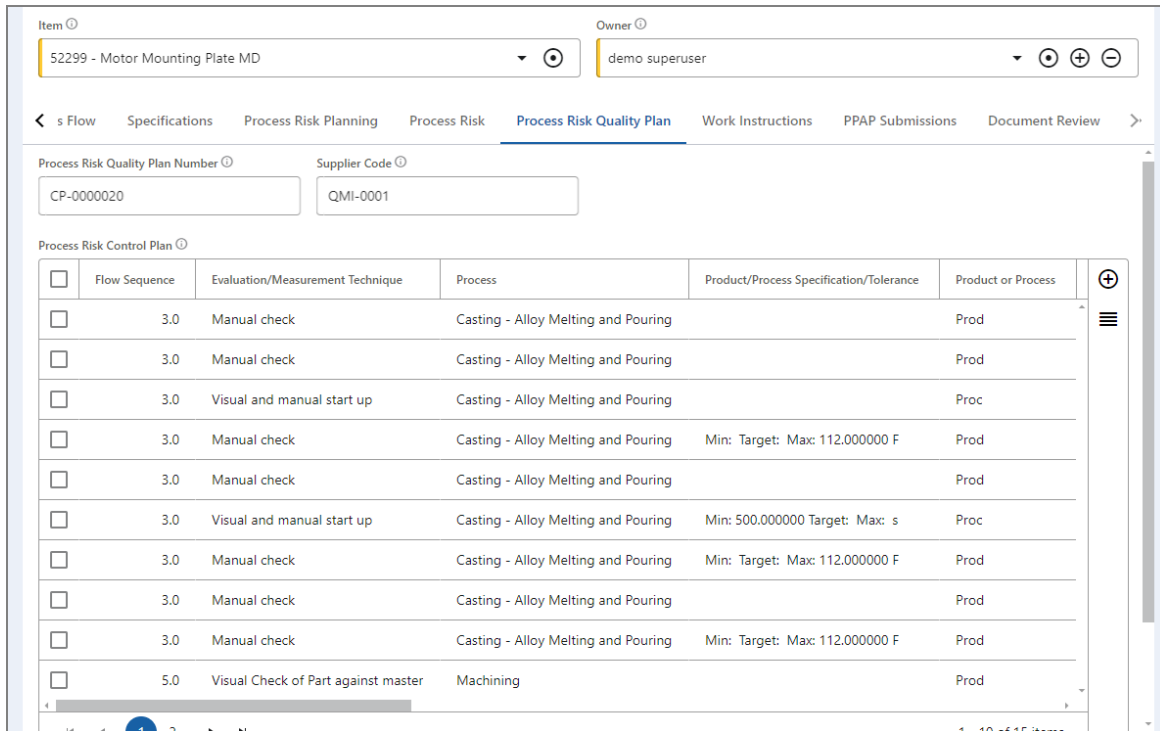 Item
Owner
52299 - Motor Mounting Plate MD
demo superuser
s Flow Specifications Process Risk Planning Process Risk Process Risk Quality Plan Work Instructions PPAP Submissions Document Review
Process Risk Quality Plan Number Supplier Code
CP-0000020 QMI-0001
Process Risk Control Plan
Flow Sequence Evaluation/Measurement Technique Process Product/Process Specification/Tolerance Product or Process
3.0 Manual check Casting - Alloy Melting and Pouring Prod
3.0 Manual check Casting - Alloy Melting and Pouring Prod
3.0 Visual and manual start up Casting - Alloy Melting and Pouring Proc
3.0 Manual check Casting - Alloy Melting and Pouring Min: Target: Max: 112.000000 F Prod
3.0 Manual check Casting - Alloy Melting and Pouring Prod
3.0 Visual and manual start up Casting - Alloy Melting and Pouring Min: 500.000000 Target: Max: s Proc
3.0 Manual check Casting - Alloy Melting and Pouring Min: Target: Max: 112.000000 F Prod
3.0 Manual check Casting - Alloy Melting and Pouring Prod
3.0 Manual check Casting - Alloy Melting and Pouring Min: Target: Max: 112.000000 F Prod
5.0 Visual Check of Part against master Machining Prod
1 2 1 - 10 of 15 items